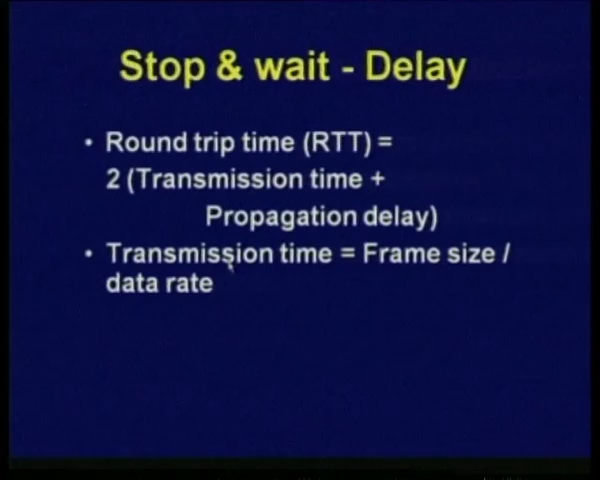 Stop & wait - Delay
• Round trip time (RTT) =
2 (Transmission time +
Propagation delay)
• Transmission time = Frame size /
data rate